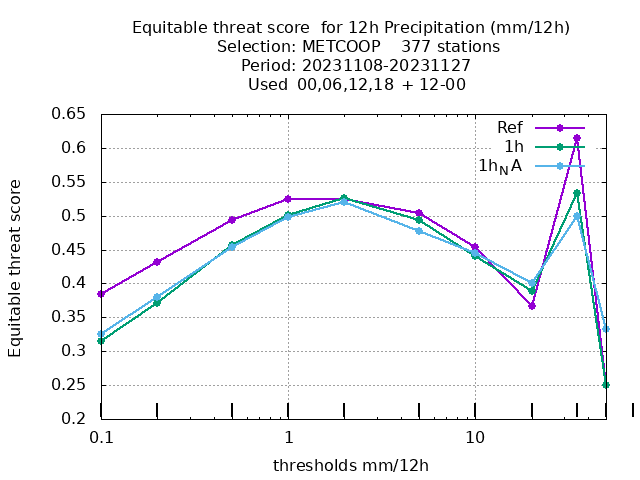 Equitable threat score  for 12h Precipitation (mm/12h)
Selection: METCOOP    377 stations
Period: 20231108-20231127
Used  00,06,12,18  + 12-00
Ref
1h
1h_NA
Equitable threat score
0.65
0.6
0.55
0.5
0.45
0.4
0.35
0.3
0.25
0.2
0.1
1
10
thresholds mm/12h